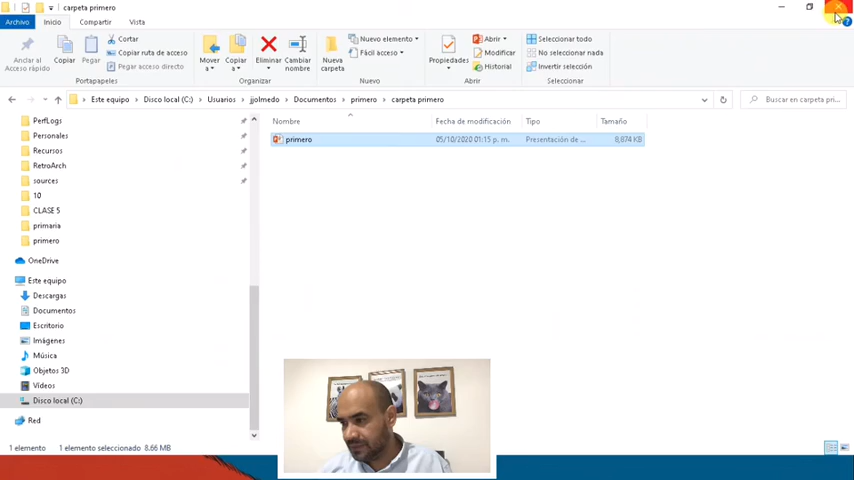 carpeta primero
Archivo Inicio Compartir Vista
Anclar al Acceso rápido
Copiar
Pegar
Cortar
Copiar ruta de acceso
Pegar acceso directo
Portapapeles
Mover a
Copiar a
Eliminar
Cambiar nombre
Organizar
Nueva carpeta
Nuevo elemento
Fácil acceso
Nuevo
Propiedades
Abrir
Modificar
Historial
Abrir
Seleccionar todo
No seleccionar nada
Invertir selección
Seleccionar
Este equipo > Disco local (C:) > Usuarios > jjolmedo > Documentos > primero > carpeta primero
Buscar en carpeta pri...
Nombre Fecha de modificación Tipo Tamaño
primero 05/10/2020 01:15 p. m. Presentación de ... 8,874 KB
PerfLogs
Personales
Recursos
RetroArch
sources
10
CLASE 5
primaria
primero
OneDrive
Este equipo
Descargas
Documentos
Escritorio
Imágenes
Música
Objetos 3D
Vídeos
Disco local (C:)
Red
1 elemento 1 elemento seleccionado 8.66 MB